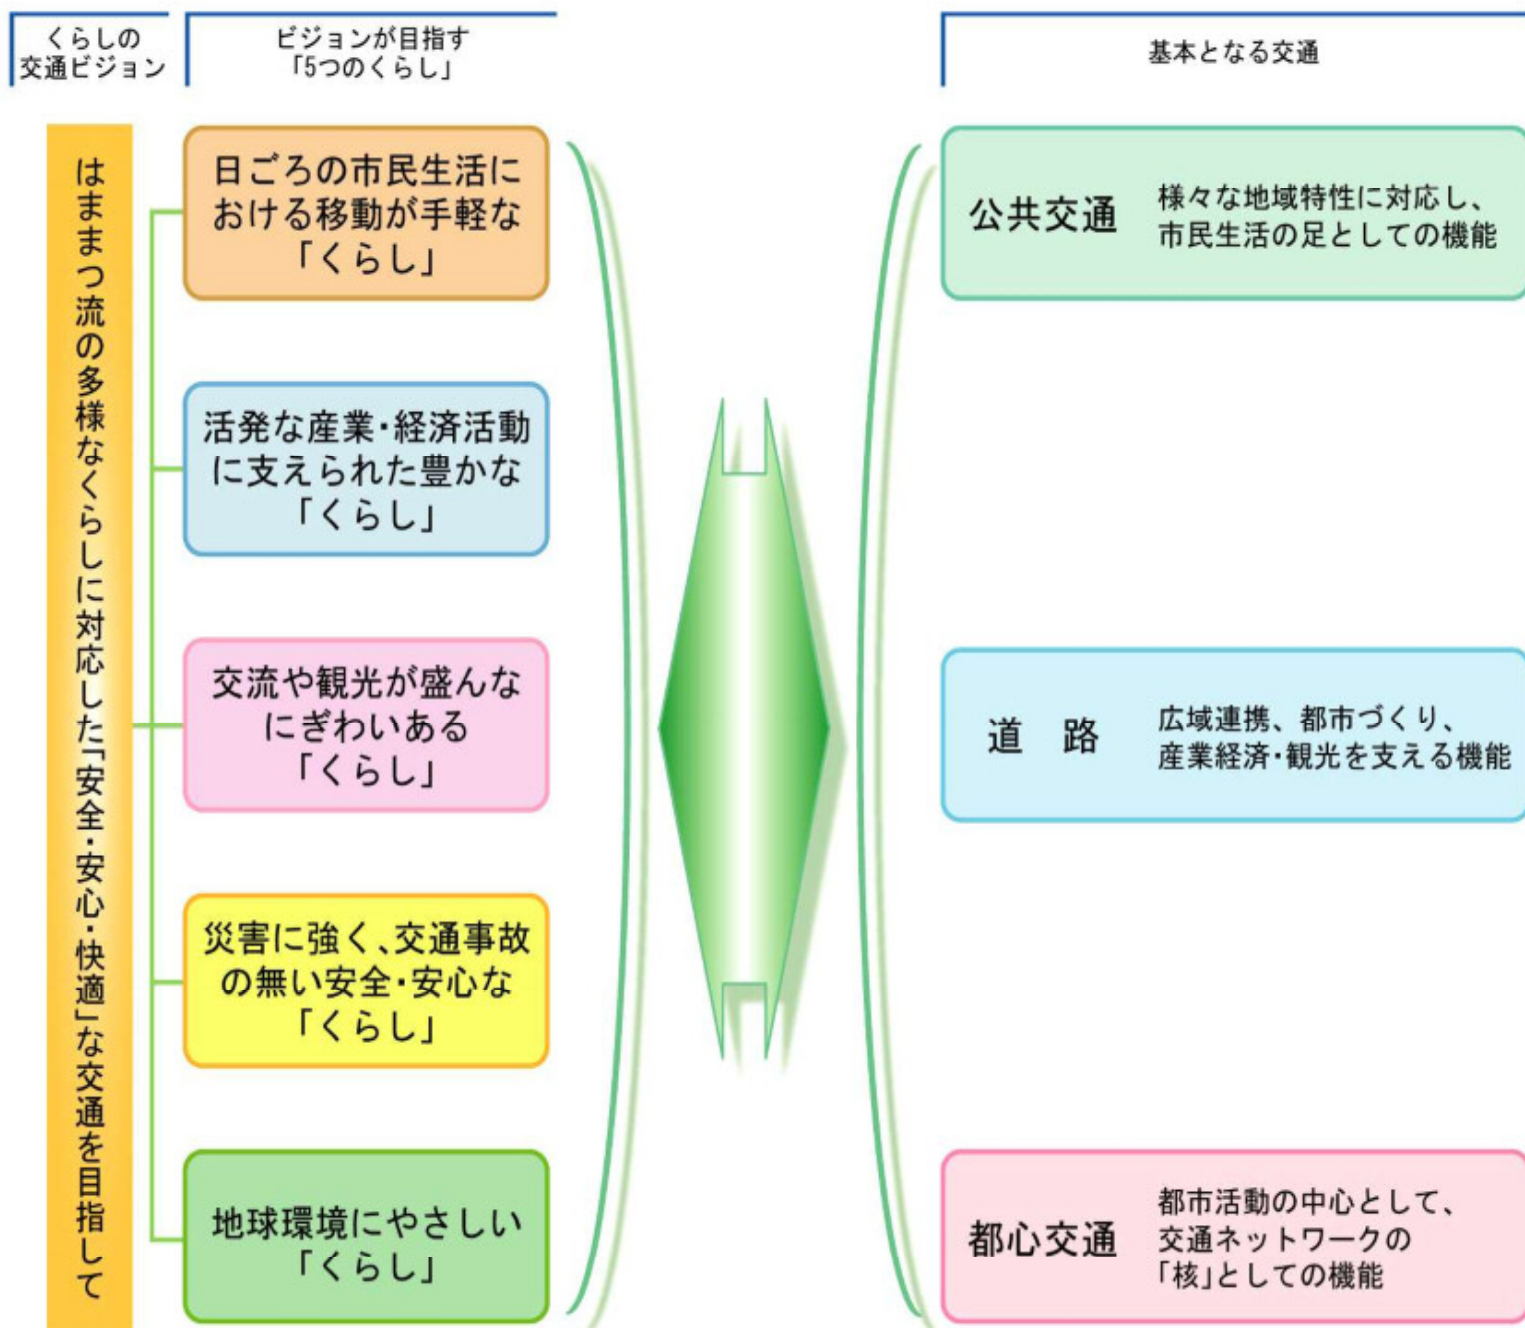 くらしの
交通ビジョン
ビジョンが目指す
「5つのくらし」
基本となる交通
はままつ流の多様なくらしに対応した「安全・安心・快適」な交通を目指して
日ごろの市民生活に
おける移動が手軽な
「くらし」
活発な産業・経済活動
に支えられた豊かな
「くらし」
交流や観光が盛んな
にぎわいある
「くらし」
災害に強く、交通事故
の無い安全・安心な
「くらし」
地球環境にやさしい
「くらし」
公共交通
様々な地域特性に対応し、
市民生活の足としての機能
道　路
広域連携、都市づくり、
産業経済・観光を支える機能
都心交通
都市活動の中心として、
交通ネットワークの
「核」としての機能